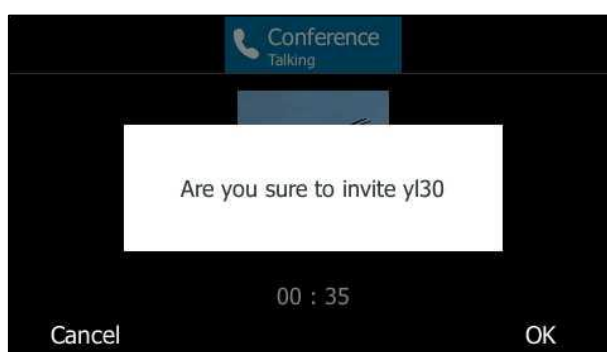 Conference
Talking
Are you sure to invite yl30
00 : 35
Cancel
OK